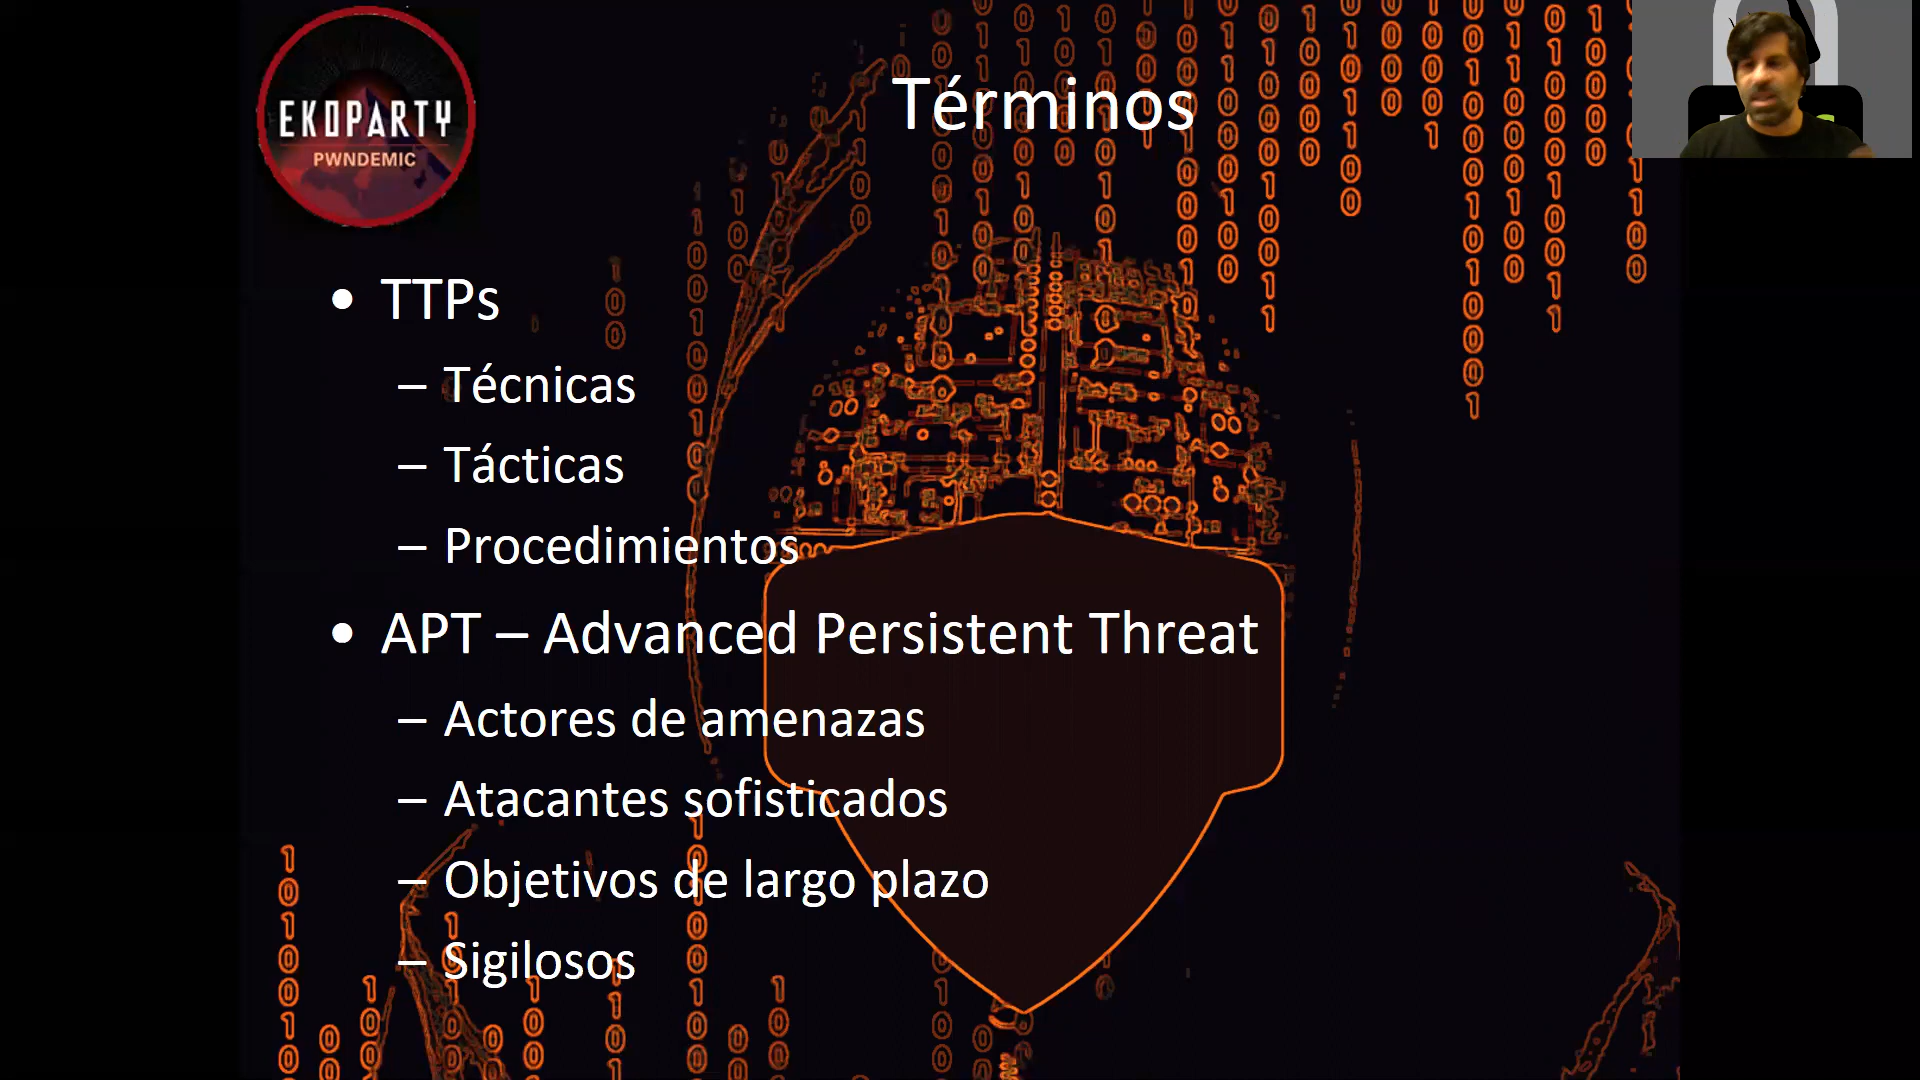 EKOPARTY
PWNDEMIC
Términos
• TTPs
– Técnicas
– Tácticas
– Procedimientos
• APT – Advanced Persistent Threat
– Actores de amenazas
– Atacantes sofisticados
– Objetivos de largo plazo
– Sigilosos